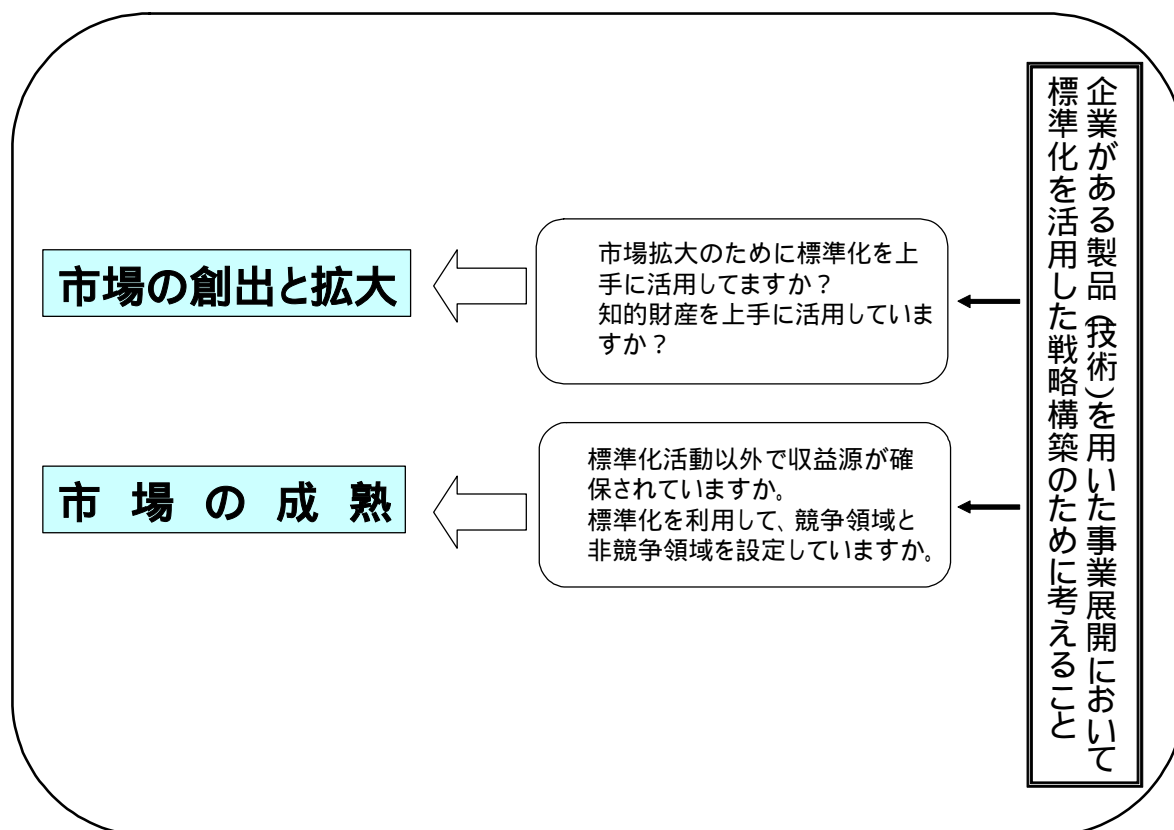 企業がある製品(技術)を用いた事業展開において
標準化を活用した戦略構築のために考えること
市場拡大のために標準化を上
手に活用してますか？
知的財産を上手に活用していま
すか？
市場の創出と拡大
標準化活動以外で収益源が確
保されていますか。
標準化を利用して、競争領域と
非競争領域を設定していますか。
市場の成熟